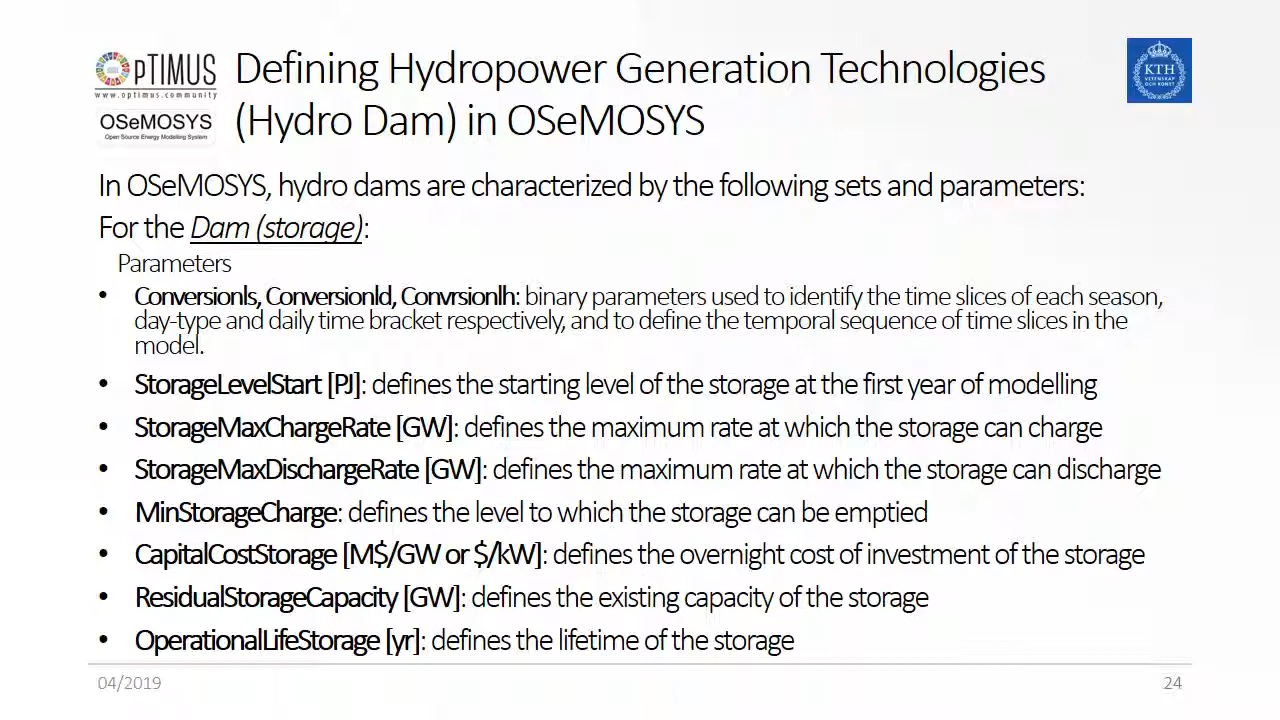 OpTIMUS
www.optimus.community
OSeMOSYS
Open Source Energy Modelling System
Defining Hydropower Generation Technologies
(Hydro Dam) in OSeMOSYS
KTH
VETENSKAP
OCH KONST
In OSeMOSYS, hydro dams are characterized by the following sets and parameters:
For the Dam (storage):
Parameters
• Conversionls, Conversionld, Convrsionlh: binary parameters used to identify the time slices of each season,
day-type and daily time bracket respectively, and to define the temporal sequence of time slices in the
model.
• StorageLevelStart [PJ]: defines the starting level of the storage at the first year of modelling
• StorageMaxChargeRate [GW]: defines the maximum rate at which the storage can charge
• StorageMaxDischargeRate [GW]: defines the maximum rate at which the storage can discharge
• MinStorageCharge: defines the level to which the storage can be emptied
• CapitalCostStorage [M$/GW or $/kW]: defines the overnight cost of investment of the storage
• ResidualStorageCapacity [GW]: defines the existing capacity of the storage
• OperationalLifeStorage [yr]: defines the lifetime of the storage
04/2019
24